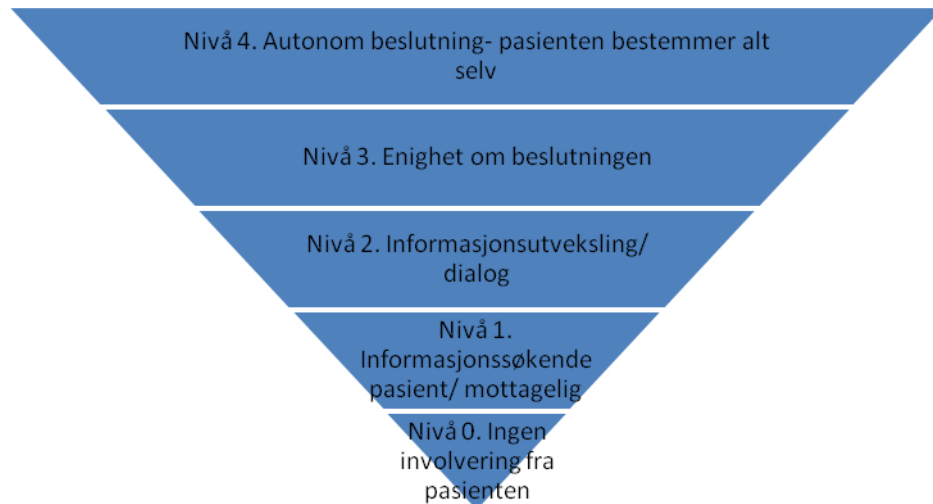 Nivå 4. Autonom beslutning- pasienten bestemmer alt
selv
Nivå 3. Enighet om beslutningen
Nivå 2. Informasjonsutveksling/
dialog
Nivå 1.
Informasjonssøkende
pasient/ mottagelig
Nivå 0. Ingen
involvering fra
pasienten